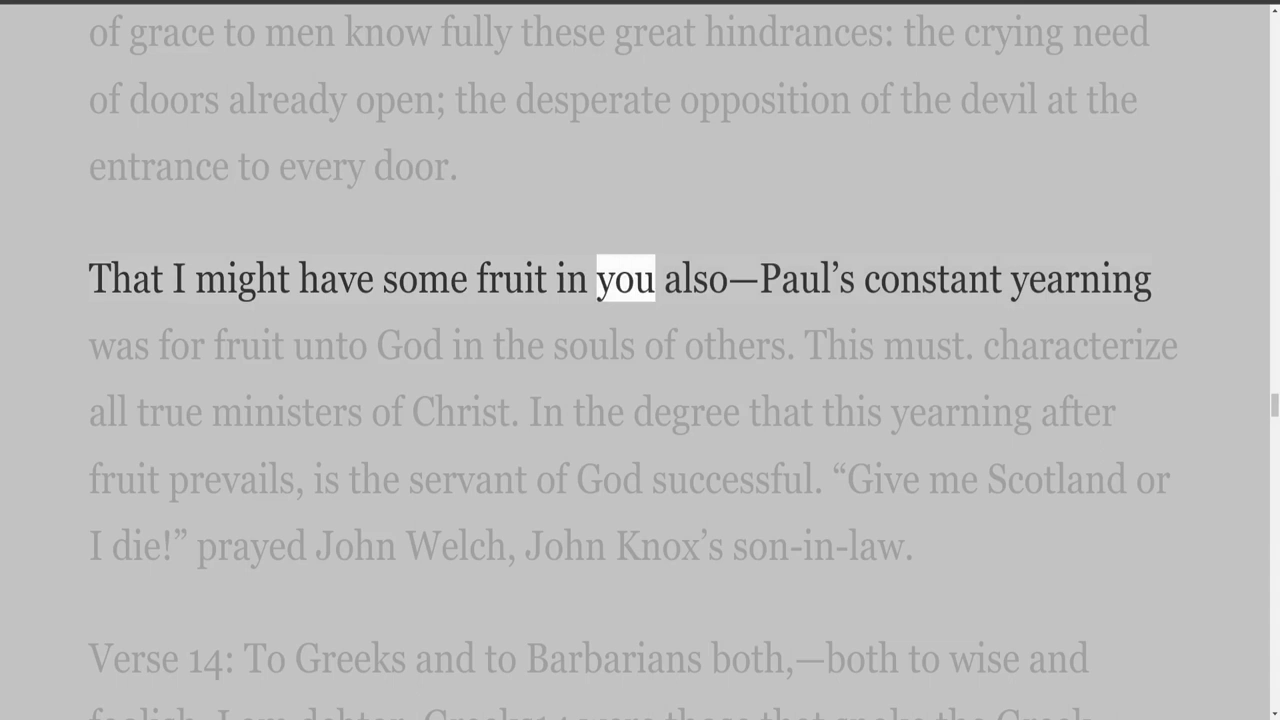 of grace to men know fully these great hindrances: the crying need
of doors already open; the desperate opposition of the devil at the
entrance to every door.
That I might have some fruit in you also—Paul’s constant yearning
was for fruit unto God in the souls of others. This must. characterize
all true ministers of Christ. In the degree that this yearning after
fruit prevails, is the servant of God successful. “Give me Scotland or
I die!” prayed John Welch, John Knox’s son-in-law.
Verse 14: To Greeks and to Barbarians both,—both to wise and